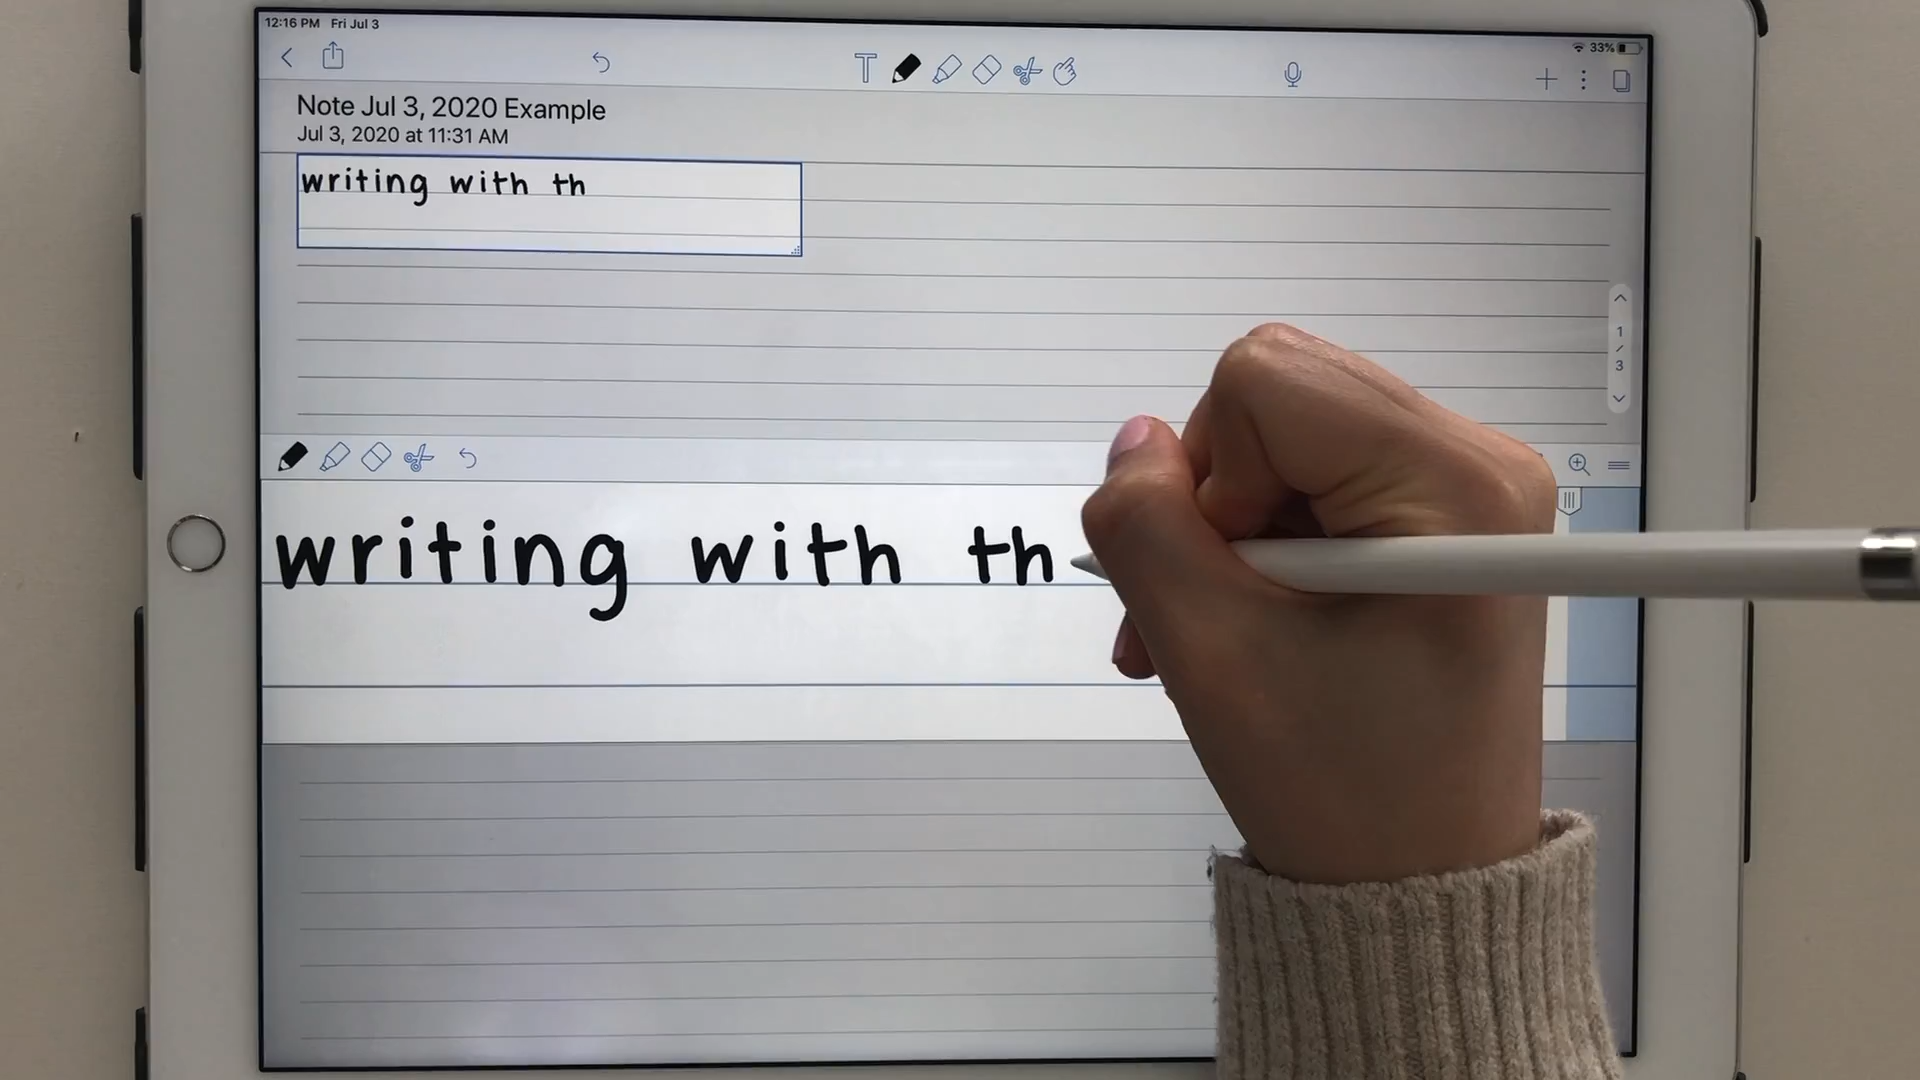 12:16 PM Fri Jul 3
33%
Note Jul 3, 2020 Example
Jul 3, 2020 at 11:31 AM
writing with th
1
/
3
writing with th